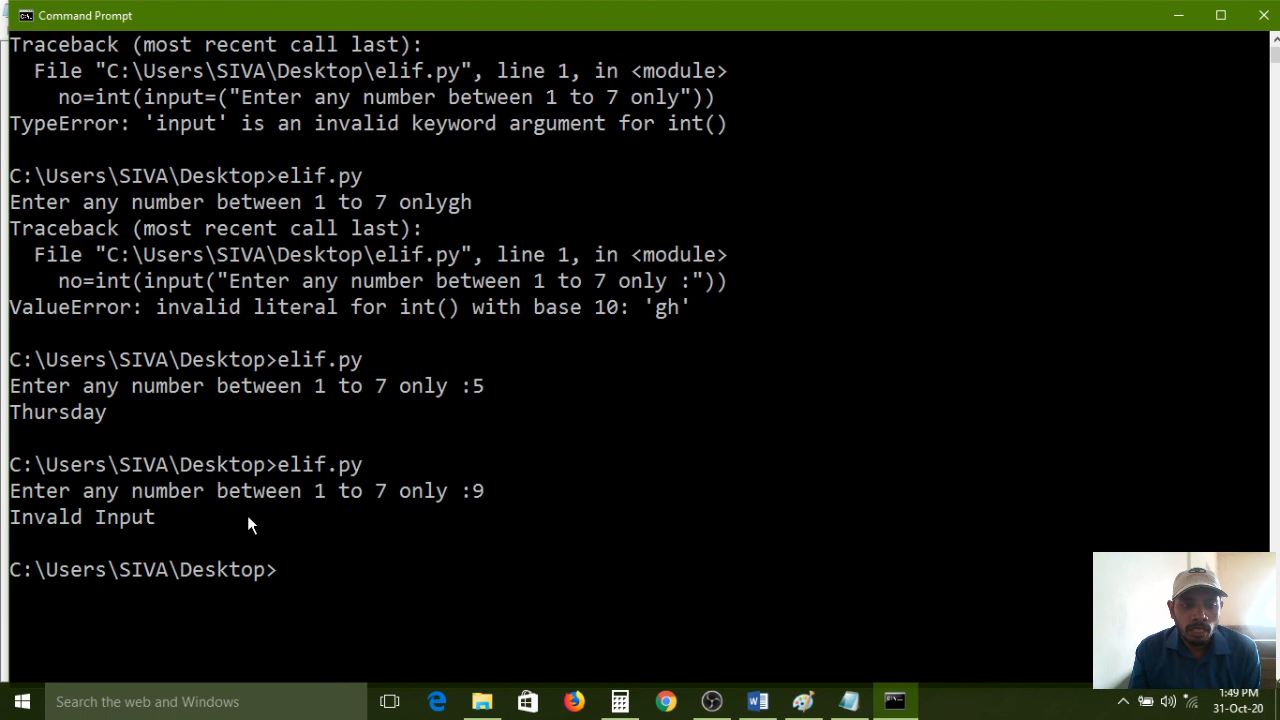 Command Prompt
Traceback (most recent call last):
  File "C:\Users\SIVA\Desktop\elif.py", line 1, in <module>
    no=int(input=("Enter any number between 1 to 7 only"))
TypeError: 'input' is an invalid keyword argument for int()
C:\Users\SIVA\Desktop>elif.py
Enter any number between 1 to 7 onlygh
Traceback (most recent call last):
  File "C:\Users\SIVA\Desktop\elif.py", line 1, in <module>
    no=int(input("Enter any number between 1 to 7 only :"))
ValueError: invalid literal for int() with base 10: 'gh'
C:\Users\SIVA\Desktop>elif.py
Enter any number between 1 to 7 only :5
Thursday
C:\Users\SIVA\Desktop>elif.py
Enter any number between 1 to 7 only :9
Invald Input
C:\Users\SIVA\Desktop>
Search the web and Windows
1:49 PM
31-Oct-20